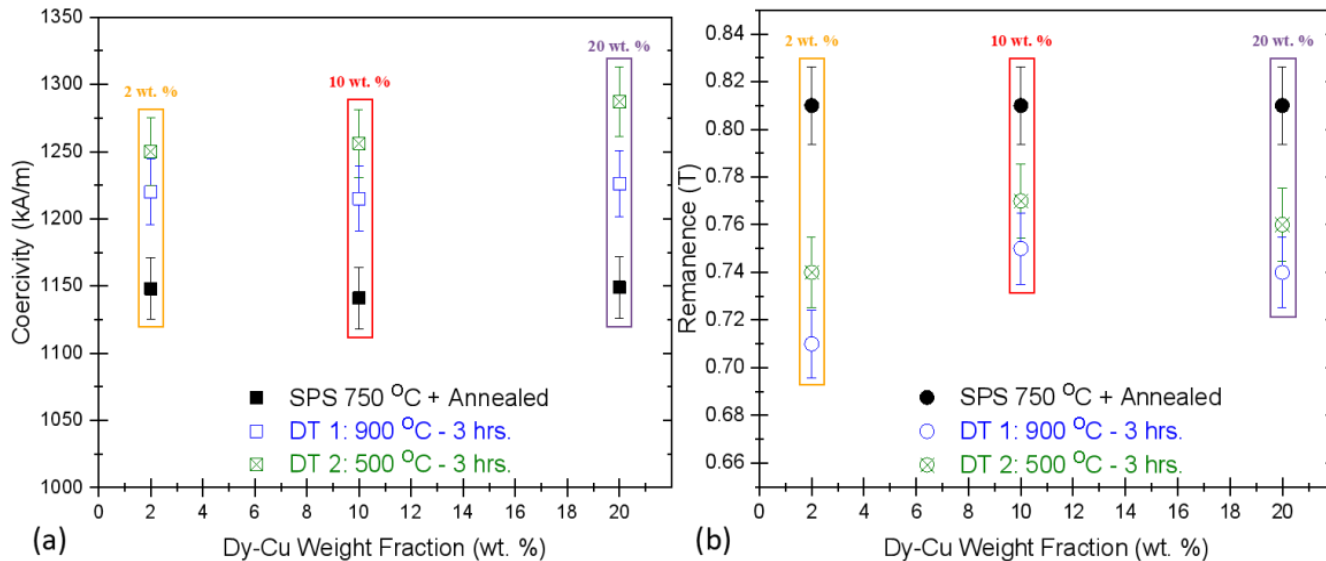 1350
1300
1250
1200
1150
1100
1050
1000
Coercivity (kA/m)
2 wt. %
10 wt. %
20 wt. %
SPS 750 °C + Annealed
DT 1: 900 °C - 3 hrs.
DT 2: 500 °C - 3 hrs.
0 2 4 6 8 10 12 14 16 18 20
Dy-Cu Weight Fraction (wt. %)
(a)
0.84
0.82
0.80
0.78
0.76
0.74
0.72
0.70
0.68
0.66
Remanence (T)
2 wt. %
10 wt. %
20 wt. %
SPS 750 °C + Annealed
DT 1: 900 °C - 3 hrs.
DT 2: 500 °C - 3 hrs.
0 2 4 6 8 10 12 14 16 18 20
Dy-Cu Weight Fraction (wt. %)
(b)